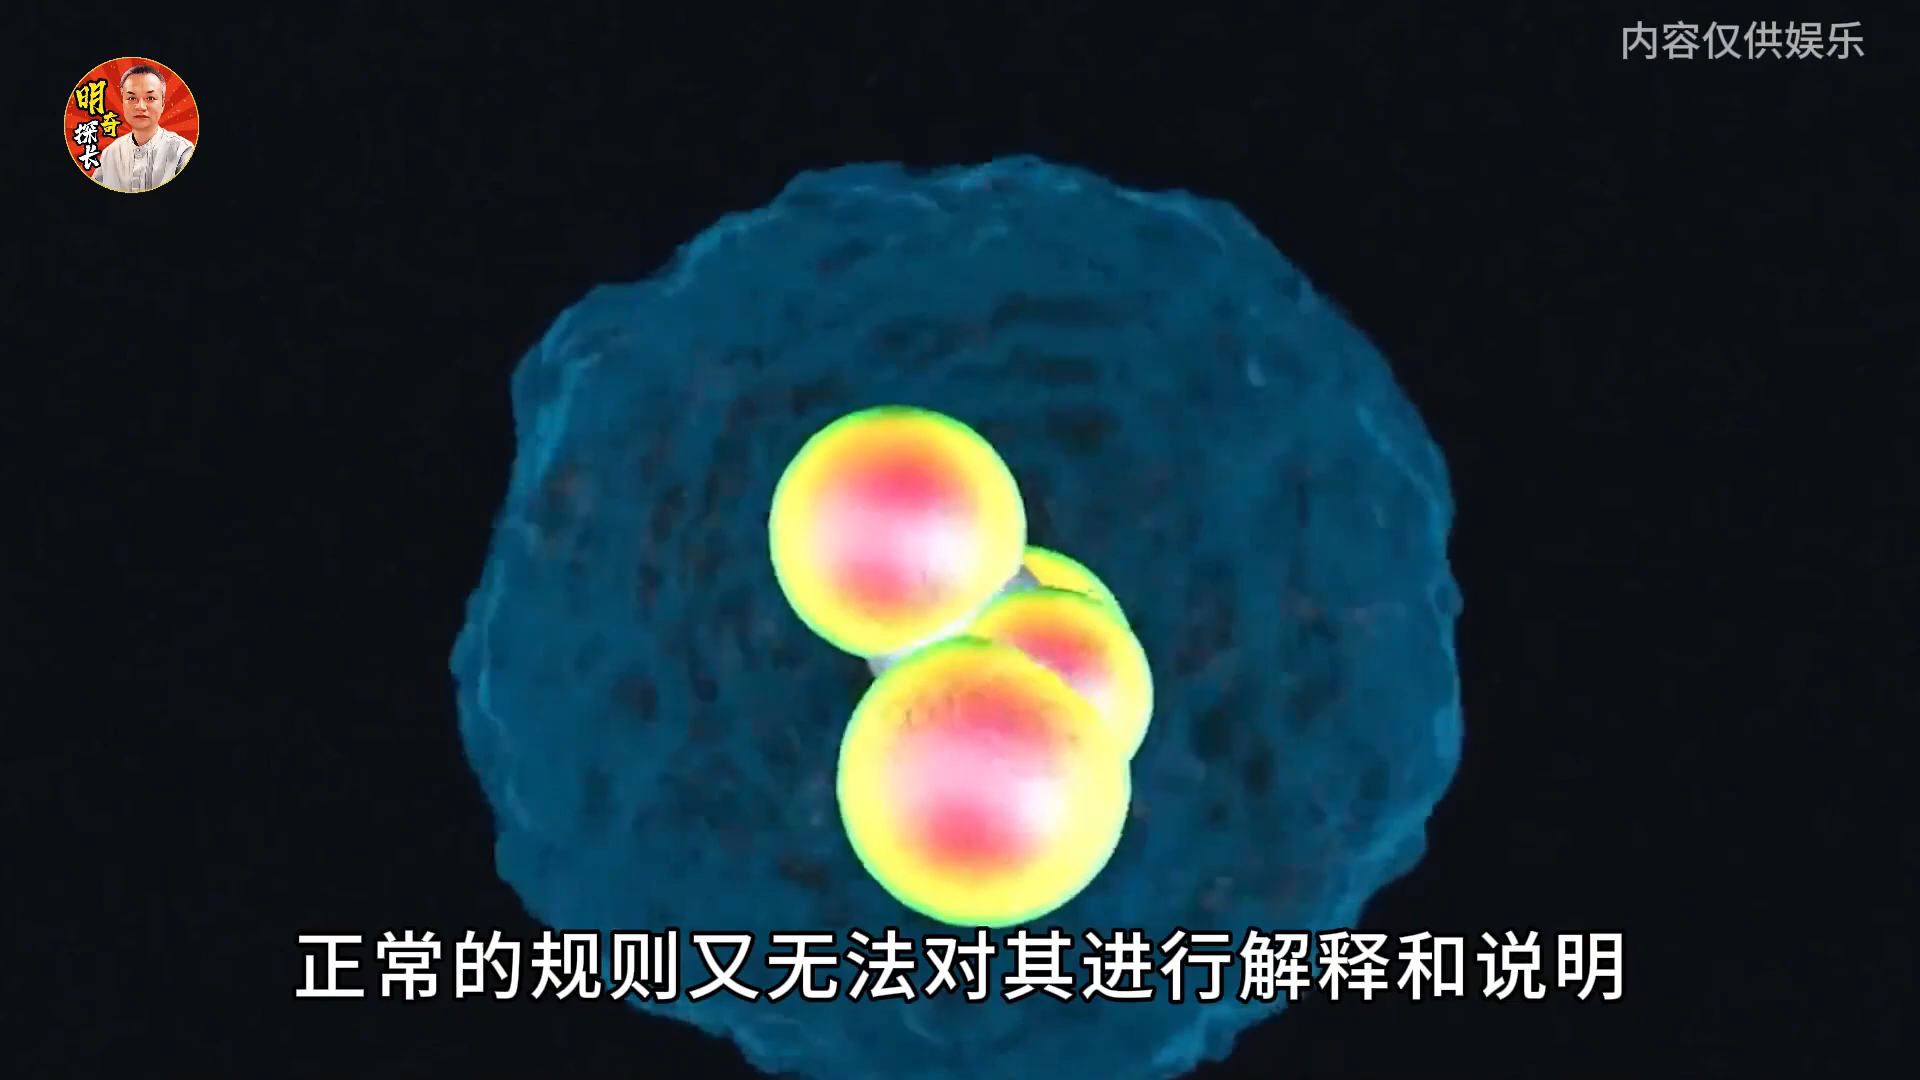 内容仅供娱乐
明奇
探长
正常的规则又无法对其进行解释和说明